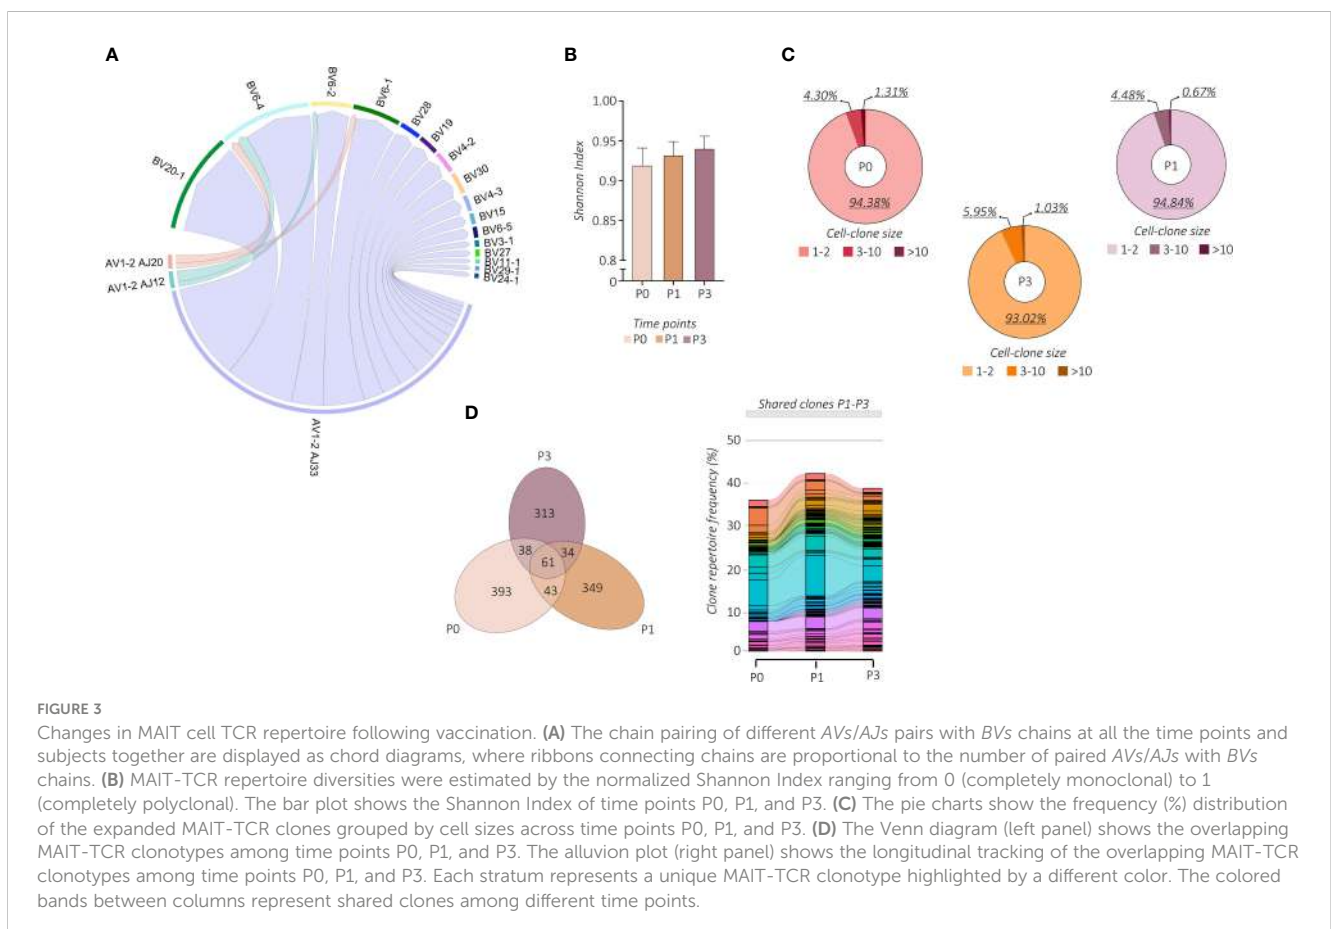 A
BV20-1
BV6-4
BV6-2
BV6-1
BV28
BV19
BV4-2
BV30
BV4-3
BV15
BV6-5
BV3-1
BV27
BV11-1
BV29-1
BV24-1
AV1-2 AJ20
AV1-2 AJ12
AV1-2 AJ33
B
Shannon Index
1.00
0.95
0.9
0.85
0.8
0
P0 P1 P3
Time points
P0 P1 P3
C
4.30% 1.31%
P0
94.38%
Cell-clone size
1-2 3-10 >10
4.48% 0.67%
P1
94.84%
Cell-clone size
1-2 3-10 >10
5.95% 1.03%
P3
93.02%
Cell-clone size
1-2 3-10 >10
D
P3
313
38 34
61
393 43 349
P0 P1
Shared clones P1-P3
Clone repertoire frequency (%)
50
40
30
20
10
0
P0 P1 P3
FIGURE 3
Changes in MAIT cell TCR repertoire following vaccination. (A) The chain pairing of different AVs/AJs pairs with BVs chains at all the time points and
subjects together are displayed as chord diagrams, where ribbons connecting chains are proportional to the number of paired AVs/AJs with BVs
chains. (B) MAIT-TCR repertoire diversities were estimated by the normalized Shannon Index ranging from 0 (completely monoclonal) to 1
(completely polyclonal). The bar plot shows the Shannon Index of time points P0, P1, and P3. (C) The pie charts show the frequency (%) distribution
of the expanded MAIT-TCR clones grouped by cell sizes across time points P0, P1, and P3. (D) The Venn diagram (left panel) shows the overlapping
MAIT-TCR clonotypes among time points P0, P1, and P3. The alluvion plot (right panel) shows the longitudinal tracking of the overlapping MAIT-TCR
clonotypes among time points P0, P1, and P3. Each stratum represents a unique MAIT-TCR clonotype highlighted by a different color. The colored
bands between columns represent shared clones among different time points.